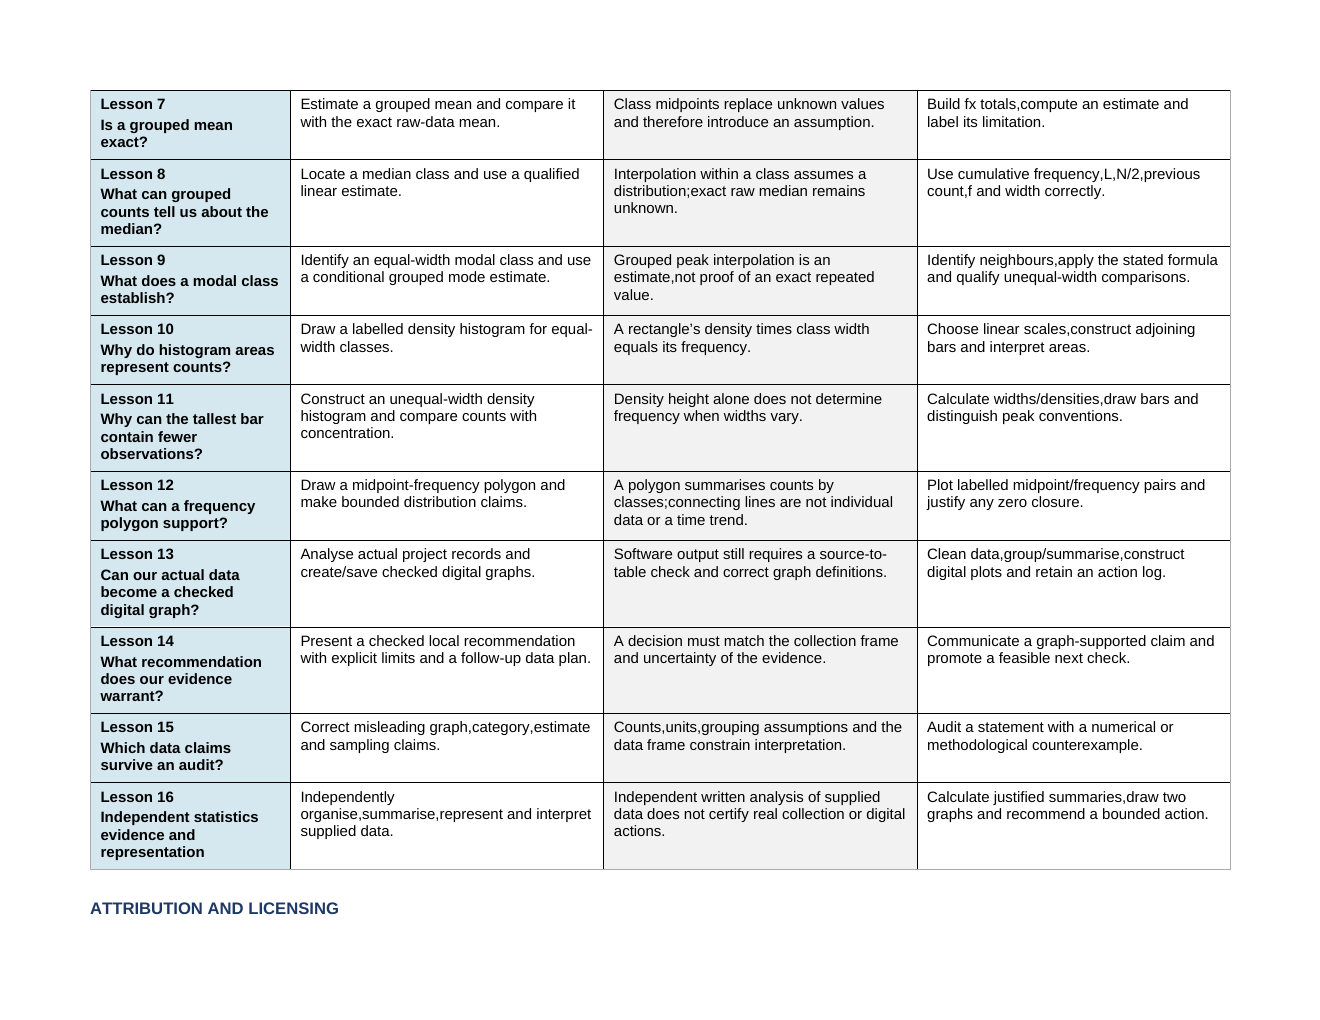 Lesson 7
Is a grouped mean
exact?
Estimate a grouped mean and compare it
with the exact raw-data mean.
Class midpoints replace unknown values
and therefore introduce an assumption.
Build fx totals,compute an estimate and
label its limitation.
Lesson 8
What can grouped
counts tell us about the
median?
Locate a median class and use a qualified
linear estimate.
Interpolation within a class assumes a
distribution;exact raw median remains
unknown.
Use cumulative frequency,L,N/2,previous
count,f and width correctly.
Lesson 9
What does a modal class
establish?
Identify an equal-width modal class and use
a conditional grouped mode estimate.
Grouped peak interpolation is an
estimate,not proof of an exact repeated
value.
Identify neighbours,apply the stated formula
and qualify unequal-width comparisons.
Lesson 10
Why do histogram areas
represent counts?
Draw a labelled density histogram for equal-
width classes.
A rectangle’s density times class width
equals its frequency.
Choose linear scales,construct adjoining
bars and interpret areas.
Lesson 11
Why can the tallest bar
contain fewer
observations?
Construct an unequal-width density
histogram and compare counts with
concentration.
Density height alone does not determine
frequency when widths vary.
Calculate widths/densities,draw bars and
distinguish peak conventions.
Lesson 12
What can a frequency
polygon support?
Draw a midpoint-frequency polygon and
make bounded distribution claims.
A polygon summarises counts by
classes;connecting lines are not individual
data or a time trend.
Plot labelled midpoint/frequency pairs and
justify any zero closure.
Lesson 13
Can our actual data
become a checked
digital graph?
Analyse actual project records and
create/save checked digital graphs.
Software output still requires a source-to-
table check and correct graph definitions.
Clean data,group/summarise,construct
digital plots and retain an action log.
Lesson 14
What recommendation
does our evidence
warrant?
Present a checked local recommendation
with explicit limits and a follow-up data plan.
A decision must match the collection frame
and uncertainty of the evidence.
Communicate a graph-supported claim and
promote a feasible next check.
Lesson 15
Which data claims
survive an audit?
Correct misleading graph,category,estimate
and sampling claims.
Counts,units,grouping assumptions and the
data frame constrain interpretation.
Audit a statement with a numerical or
methodological counterexample.
Lesson 16
Independent statistics
evidence and
representation
Independently
organise,summarise,represent and interpret
supplied data.
Independent written analysis of supplied
data does not certify real collection or digital
actions.
Calculate justified summaries,draw two
graphs and recommend a bounded action.
ATTRIBUTION AND LICENSING